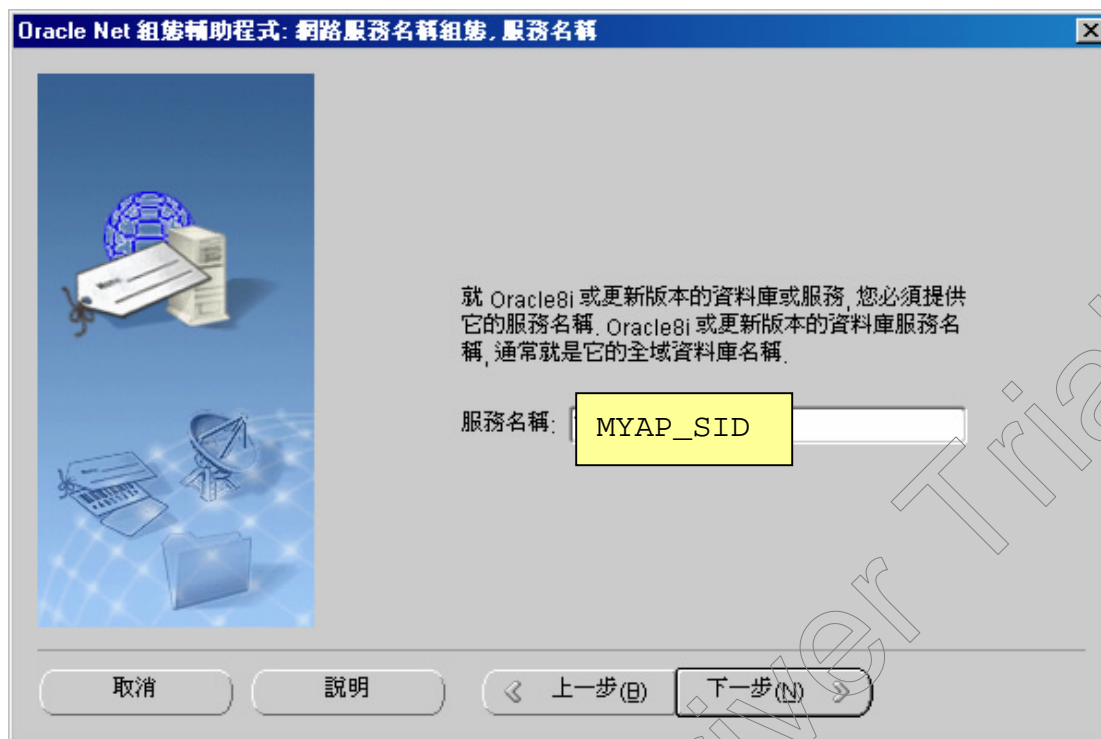 Oracle Net 組態輔助程式: 網路服務名稱組態, 服務名稱
就 Oracle8i 或更新版本的資料庫或服務, 您必須提供
它的服務名稱. Oracle8i 或更新版本的資料庫服務名
稱, 通常就是它的全域資料庫名稱.
服務名稱: MYAP_SID
取消 說明 上一步(B) 下一步(N)